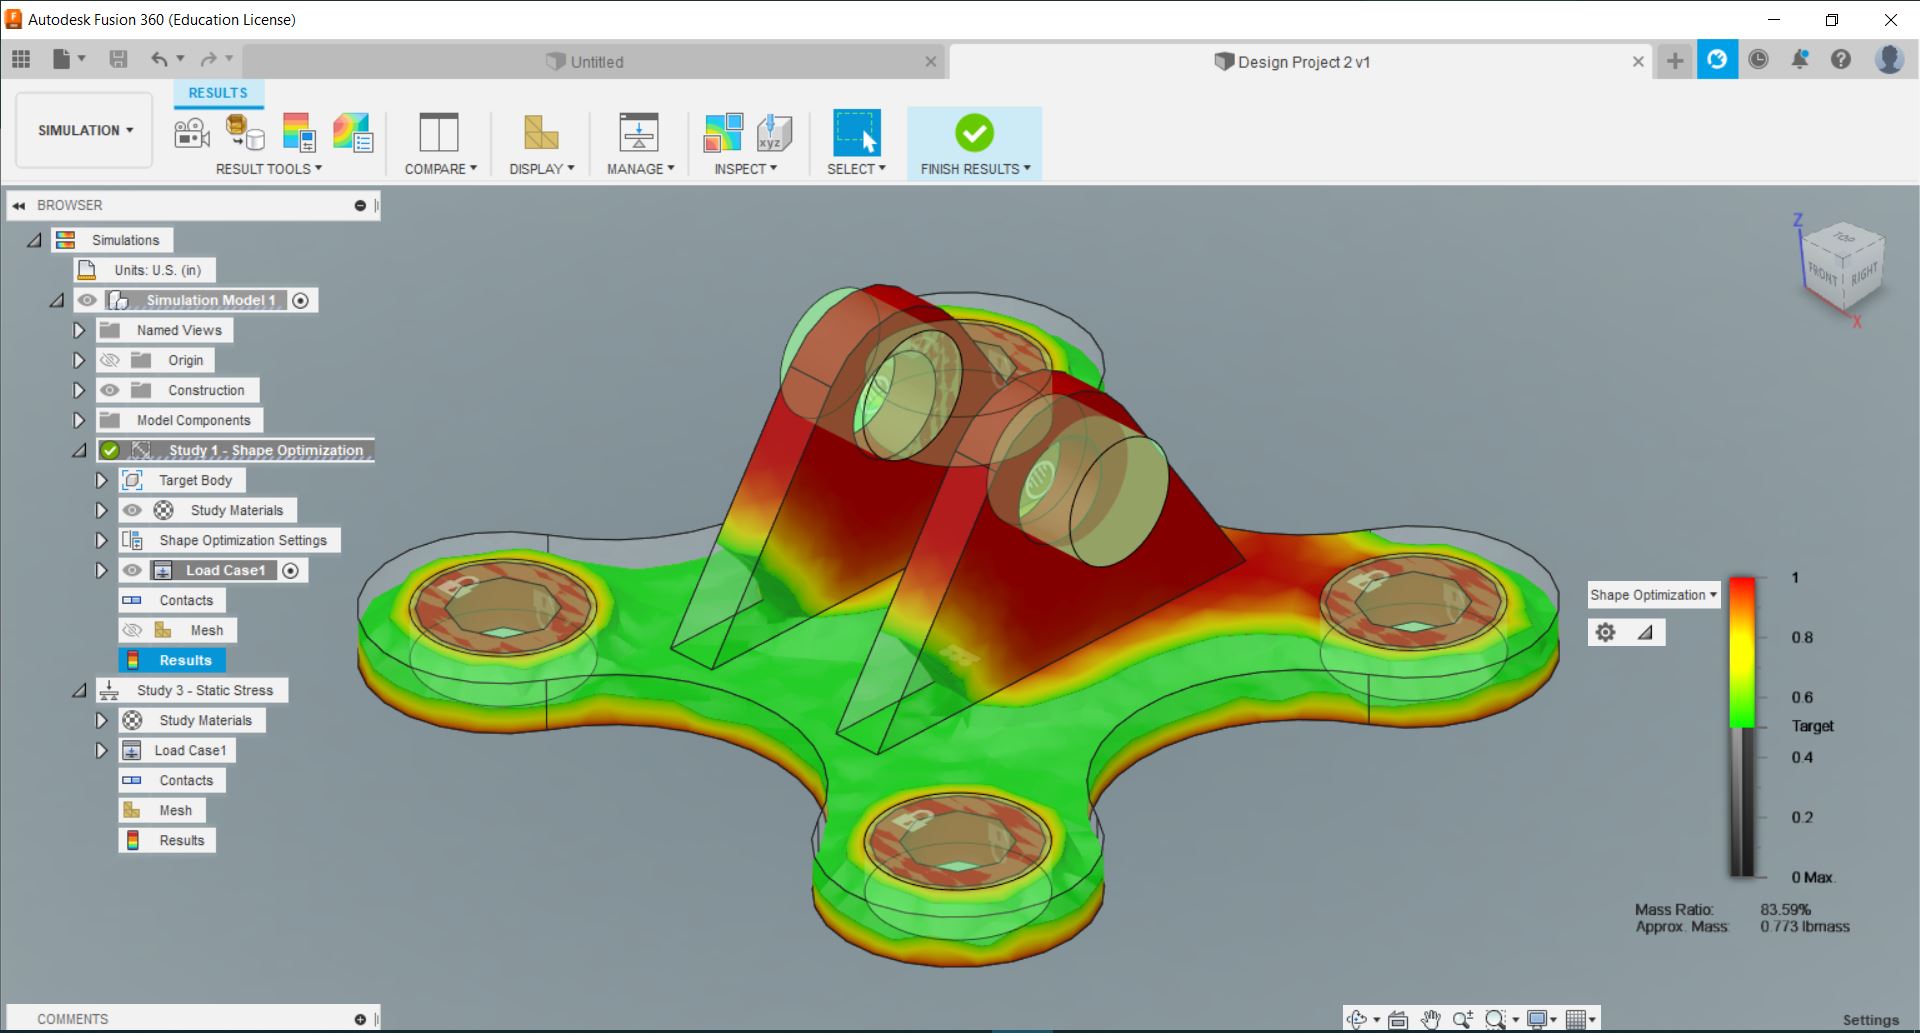 Autodesk Fusion 360 (Education License)
Untitled
Design Project 2 v1
RESULTS
SIMULATION
RESULT TOOLS
COMPARE
DISPLAY
MANAGE
xyz
INSPECT
SELECT
FINISH RESULTS
BROWSER
Simulations
Units: U.S. (in)
Simulation Model 1
Named Views
Origin
Construction
Model Components
Study 1 - Shape Optimization
Target Body
Study Materials
Shape Optimization Settings
Load Case1
Contacts
Mesh
Results
Study 3 - Static Stress
Study Materials
Load Case1
Contacts
Mesh
Results
Z
TOP
FRONT
RIGHT
X
Shape Optimization
1
0.8
0.6
Target
0.4
0.2
0 Max.
Mass Ratio: 83.59%
Approx. Mass: 0.773 lbmass
COMMENTS
Settings